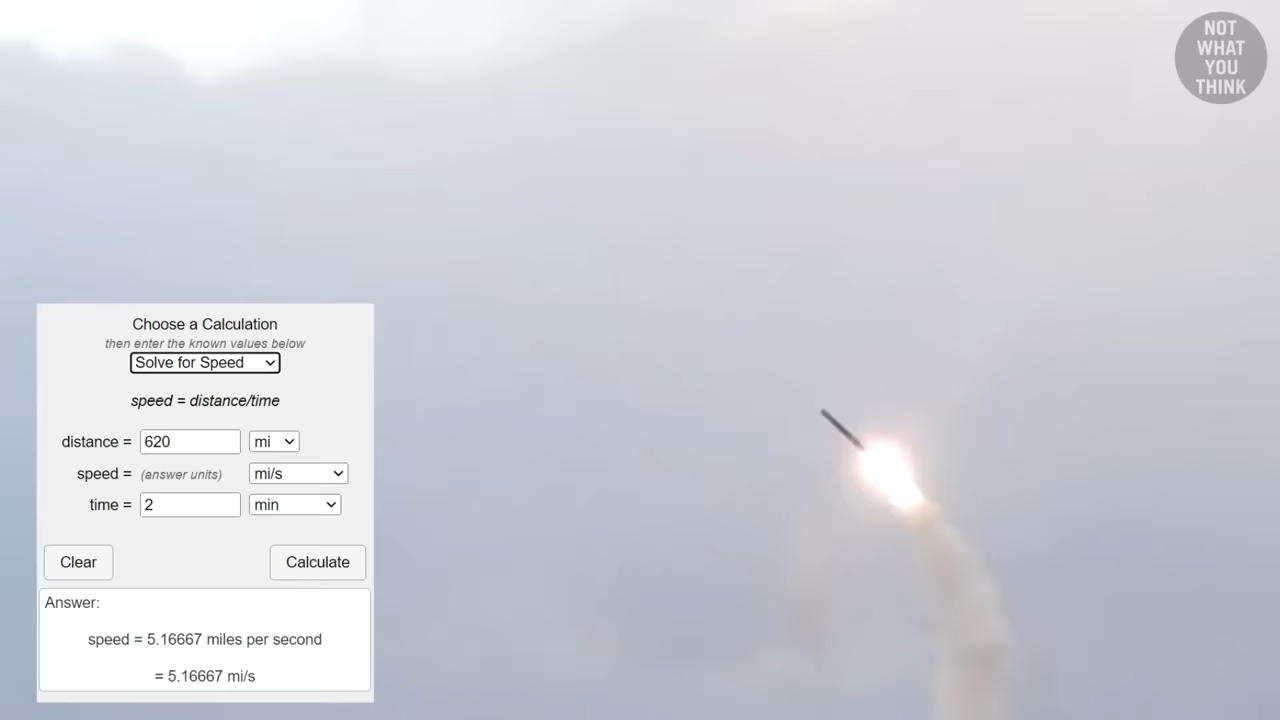 NOT
WHAT
YOU
THINK
Choose a Calculation
then enter the known values below
Solve for Speed
speed = distance/time
distance = 620 mi
speed = (answer units) mi/s
time = 2 min
Clear Calculate
Answer:
speed = 5.16667 miles per second
= 5.16667 mi/s